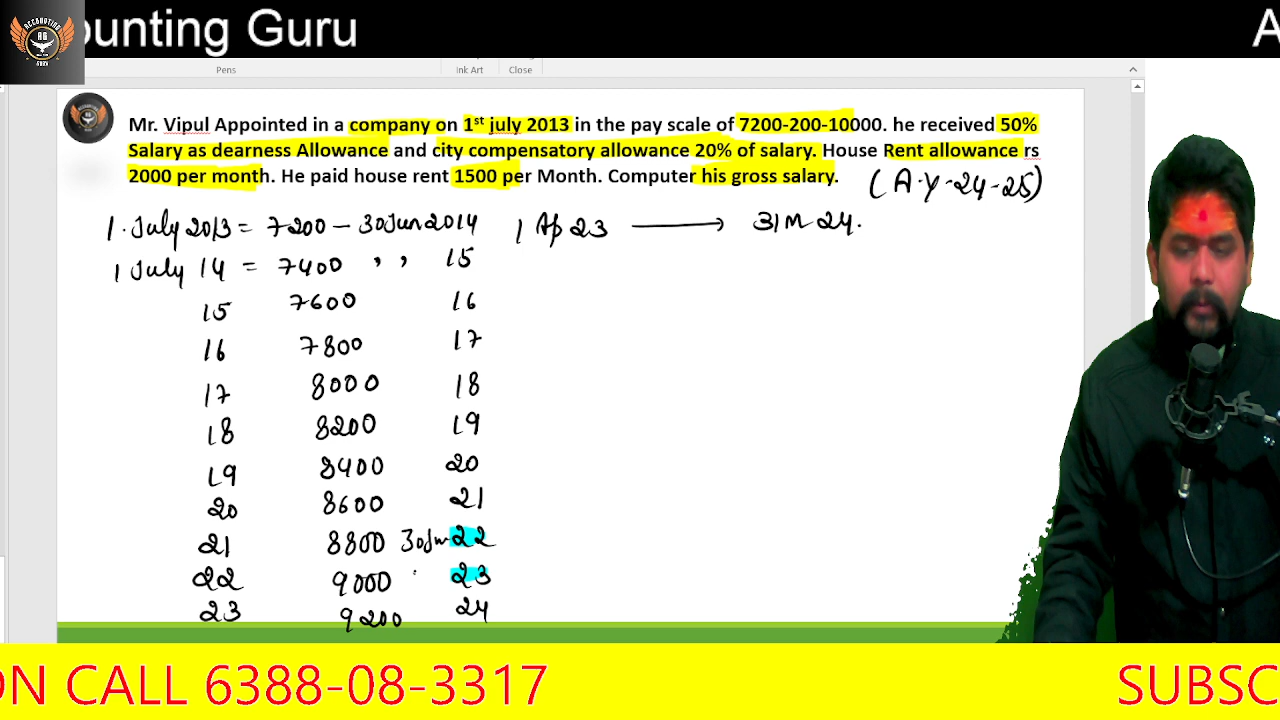 ounting Guru
A
ACCOUNTING
AG
GURU
Pens
Ink Art
Close
Mr. Vipul Appointed in a company on 1st july 2013 in the pay scale of 7200-200-10000. he received 50%
Salary as dearness Allowance and city compensatory allowance 20% of salary. House Rent allowance rs
2000 per month. He paid house rent 1500 per Month. Computer his gross salary.
(A.Y-24-25)
1. July 2013 = 7200 - 30 Jun 2014
1 Ap 23 → 31 M 24.
1 July 14 = 7400 , , 15
15 7600 16
16 7800 17
17 8000 18
18 8200 19
19 8400 20
20 8600 21
21 8800 30 Jun 22
22 9000 23
23 9200 24
ON CALL 6388-08-3317
SUBSC